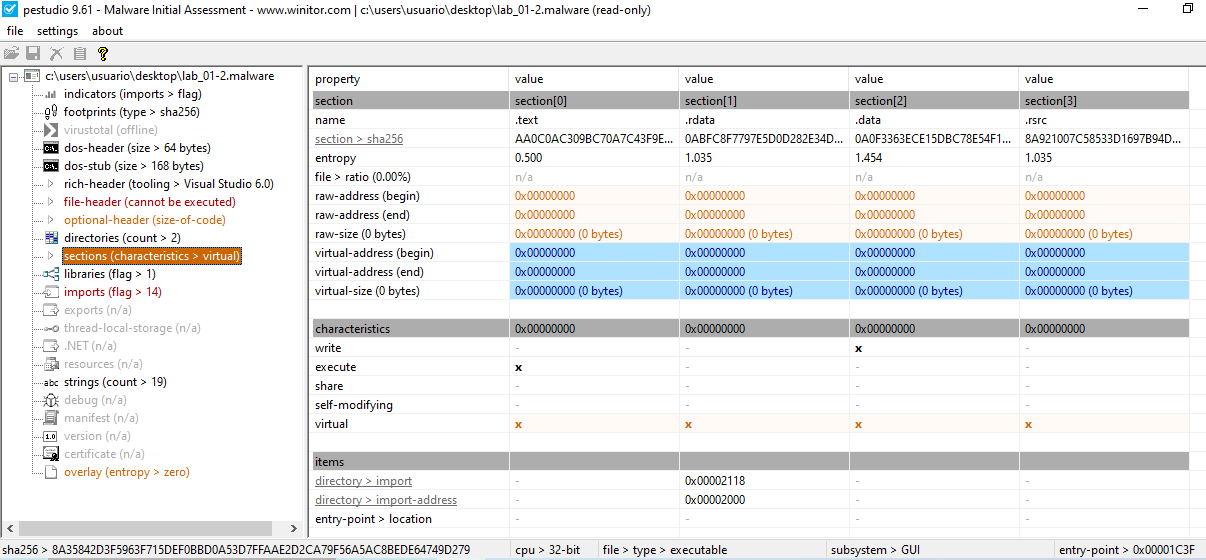 pestudio 9.61 - Malware Initial Assessment - www.winitor.com | c:\users\usuario\desktop\lab_01-2.malware (read-only)
file settings about
c:\users\usuario\desktop\lab_01-2.malware
indicators (imports > flag)
footprints (type > sha256)
virustotal (offline)
dos-header (size > 64 bytes)
dos-stub (size > 168 bytes)
rich-header (tooling > Visual Studio 6.0)
file-header (cannot be executed)
optional-header (size-of-code)
directories (count > 2)
sections (characteristics > virtual)
libraries (flag > 1)
imports (flag > 14)
exports (n/a)
thread-local-storage (n/a)
.NET (n/a)
resources (n/a)
abc strings (count > 19)
debug (n/a)
manifest (n/a)
1.0 version (n/a)
certificate (n/a)
overlay (entropy > zero)
property value value value value
section section[0] section[1] section[2] section[3]
name .text .rdata .data .rsrc
section > sha256 AA0C0AC309BC70A7C43F9E... 0ABFC8F7797E5D0D282E34D... 0A0F3363ECE15DBC78E54F1... 8A921007C58533D1697B94D...
entropy 0.500 1.035 1.454 1.035
file > ratio (0.00%) n/a n/a n/a n/a
raw-address (begin) 0x00000000 0x00000000 0x00000000 0x00000000
raw-address (end) 0x00000000 0x00000000 0x00000000 0x00000000
raw-size (0 bytes) 0x00000000 (0 bytes) 0x00000000 (0 bytes) 0x00000000 (0 bytes) 0x00000000 (0 bytes)
virtual-address (begin) 0x00000000 0x00000000 0x00000000 0x00000000
virtual-address (end) 0x00000000 0x00000000 0x00000000 0x00000000
virtual-size (0 bytes) 0x00000000 (0 bytes) 0x00000000 (0 bytes) 0x00000000 (0 bytes) 0x00000000 (0 bytes)
characteristics 0x00000000 0x00000000 0x00000000 0x00000000
write - - x -
execute x - - -
share - - - -
self-modifying - - - -
virtual x x x x
items
directory > import - 0x00002118 - -
directory > import-address - 0x00002000 - -
entry-point > location - - - -
sha256 > 8A35842D3F5963F715DEF0BBD0A53D7FFAAE2D2CA79F56A5AC8BEDE64749D279 cpu > 32-bit file > type > executable subsystem > GUI entry-point > 0x00001C3F